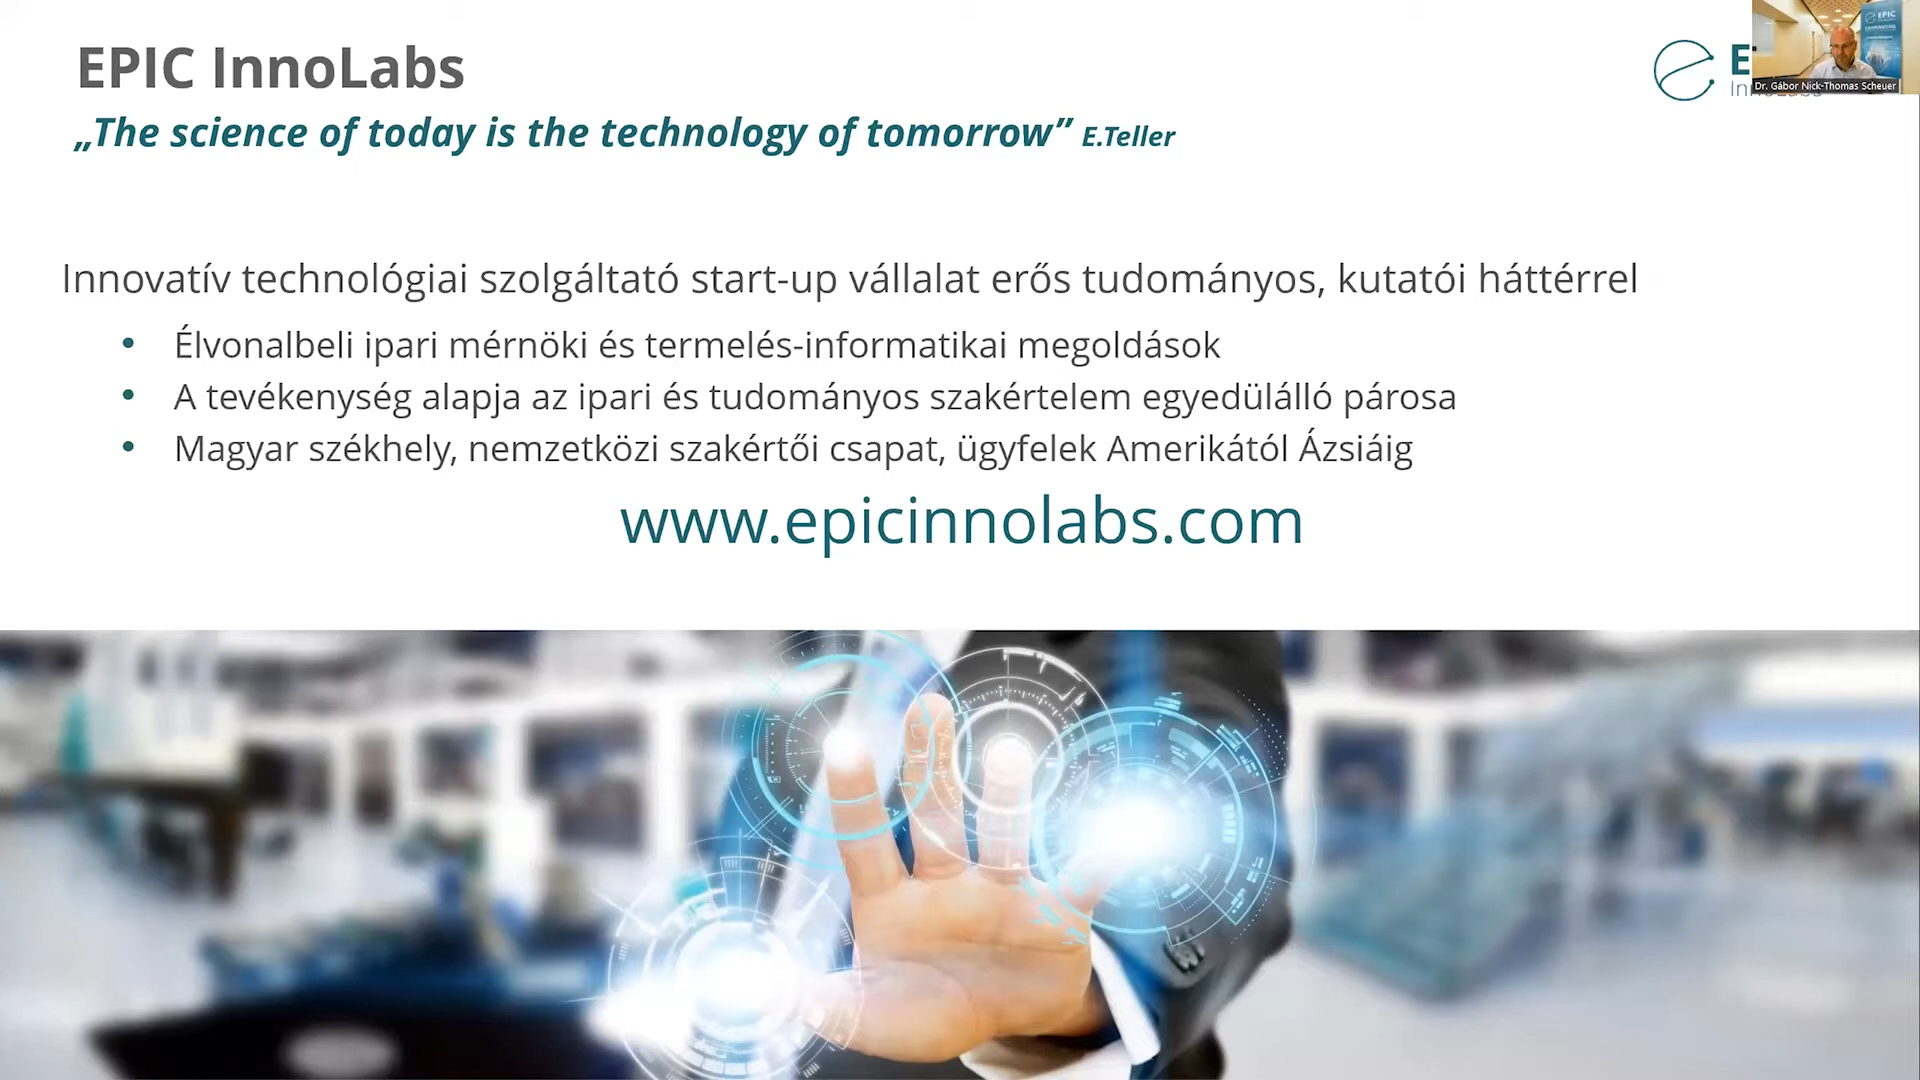 EPIC InnoLabs
„The science of today is the technology of tomorrow” E.Teller
Dr. Gábor Nick-Thomas Scheuer
Innovatív technológiai szolgáltató start-up vállalat erős tudományos, kutatói háttérrel
• Élvonalbeli ipari mérnöki és termelés-informatikai megoldások
• A tevékenység alapja az ipari és tudományos szakértelem egyedülálló párosa
• Magyar székhely, nemzetközi szakértői csapat, ügyfelek Amerikától Ázsiáig
www.epicinnolabs.com